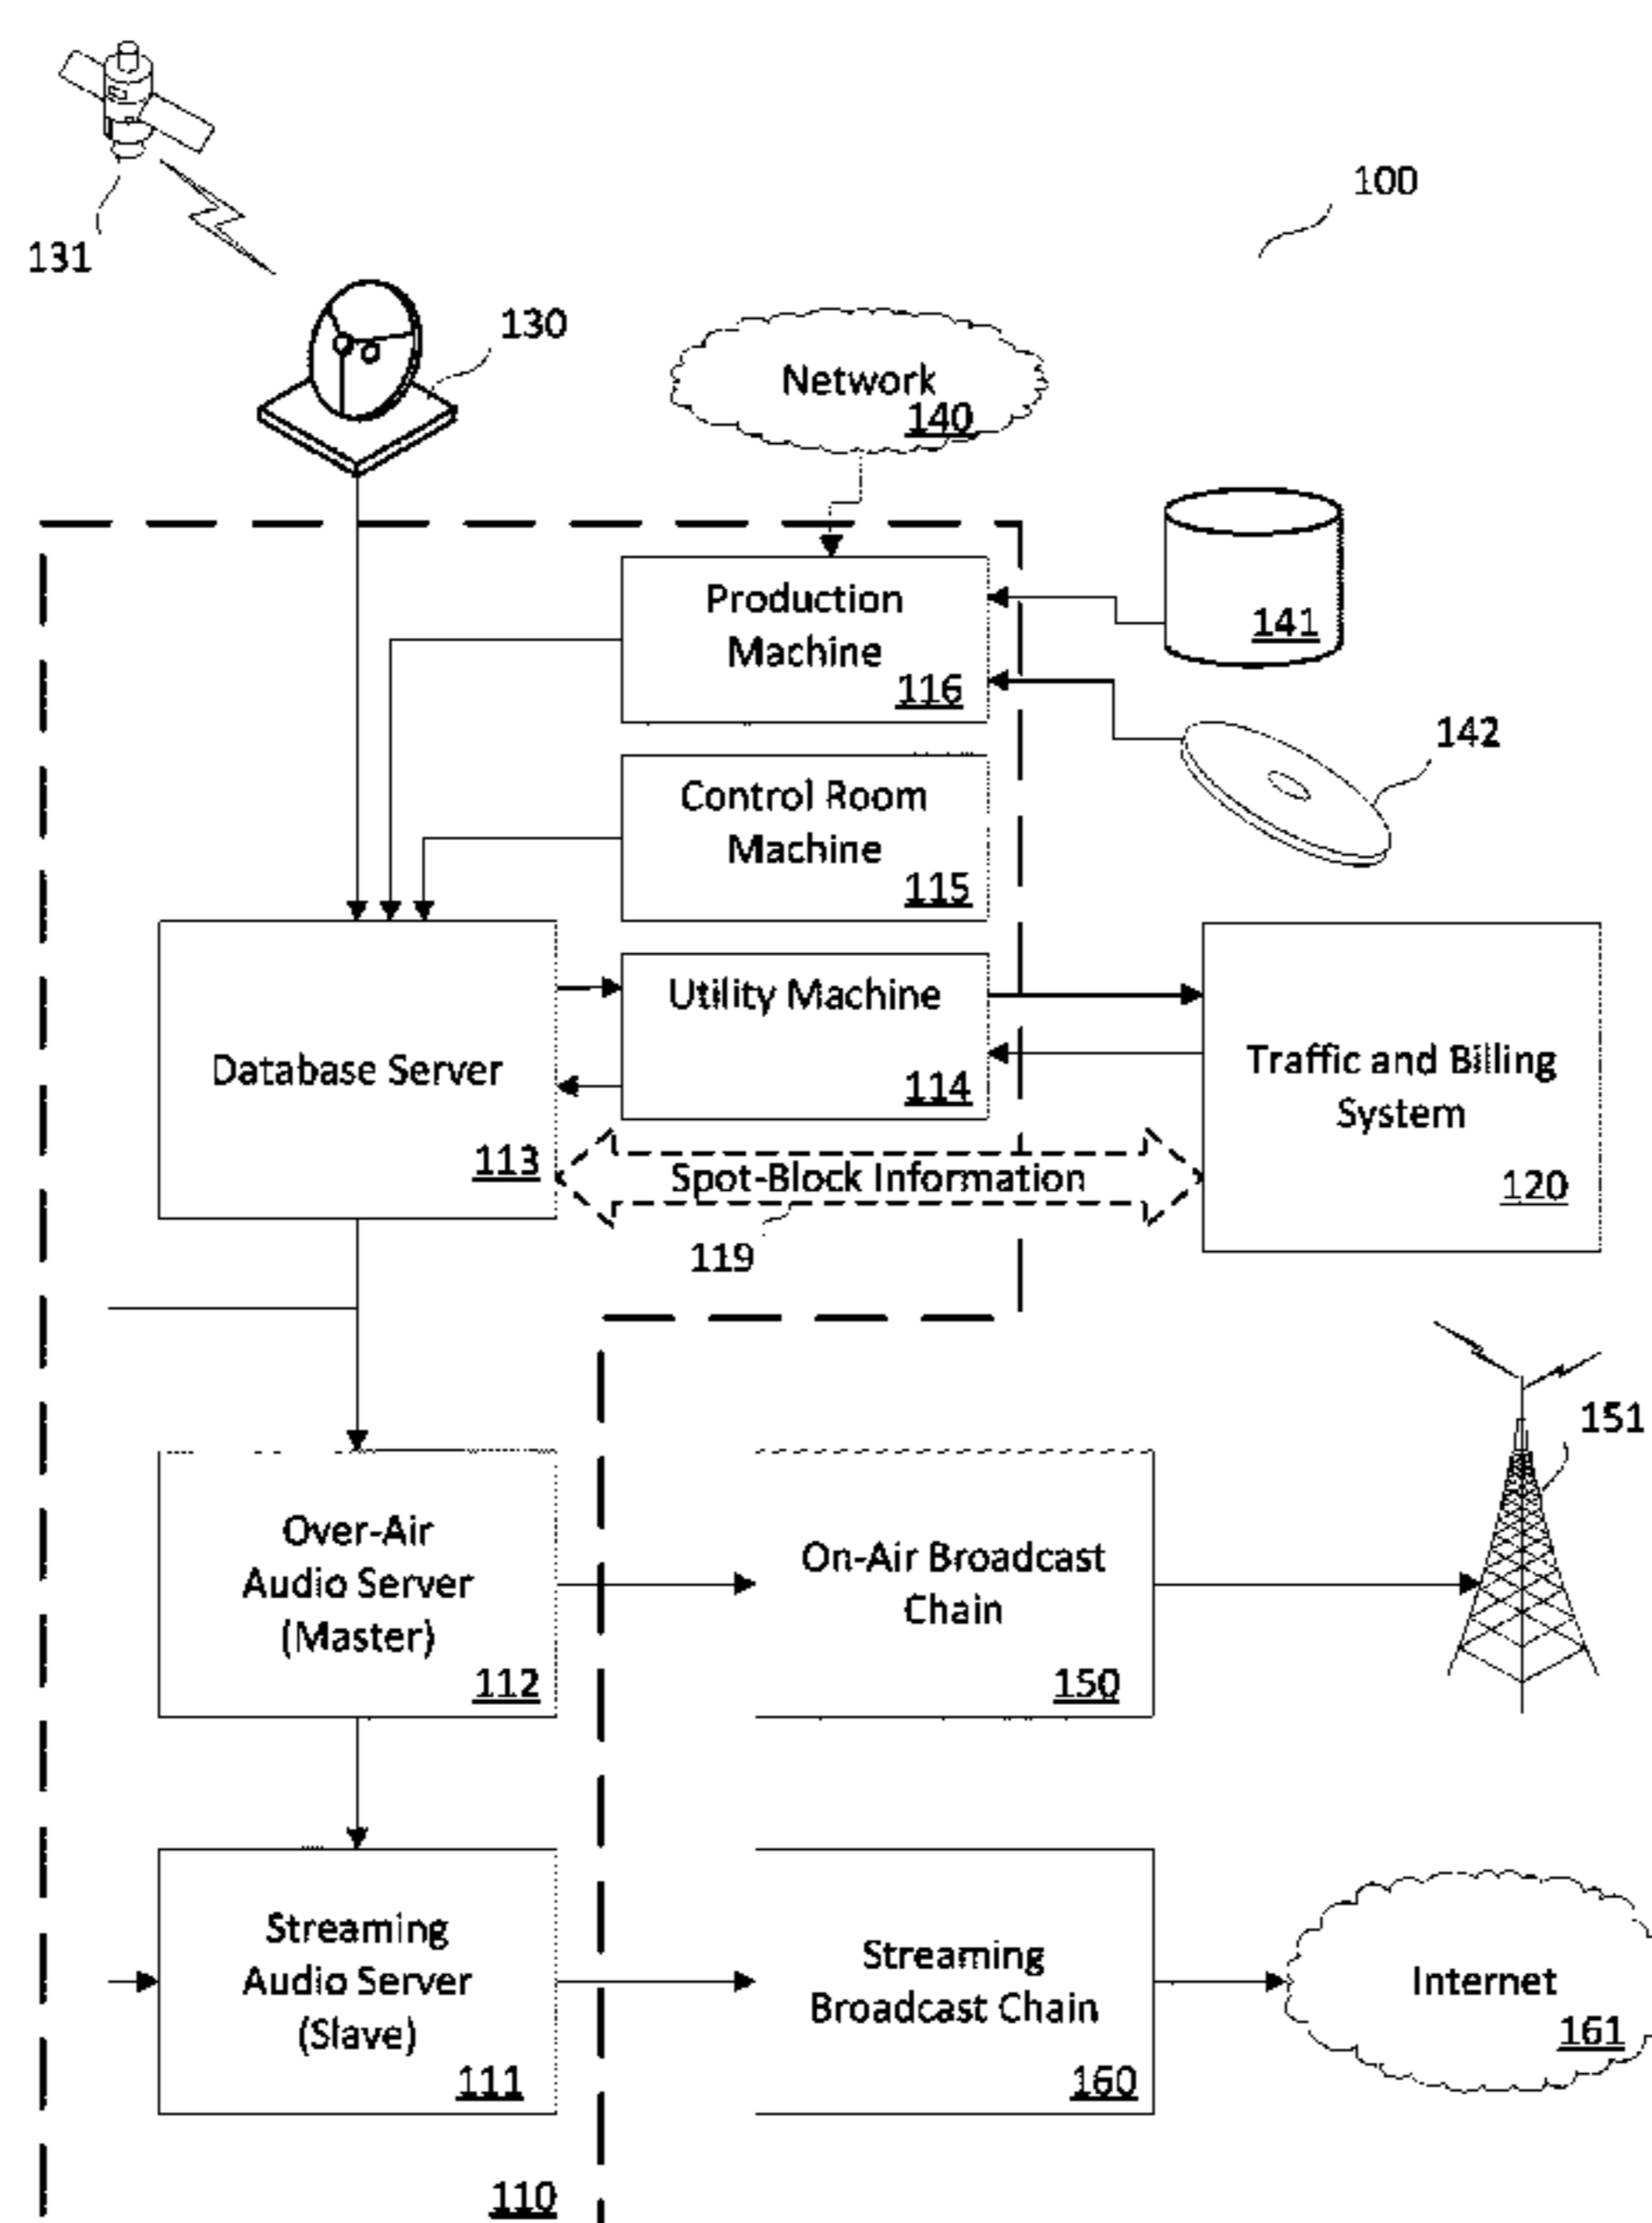 100
131
130
Network
140
Production
Machine
116
141
142
Control Room
Machine
115
Utility Machine
114
Database Server
113
Traffic and Billing
System
120
Spot-Block Information
119
151
Over-Air
Audio Server
(Master)
112
On-Air Broadcast
Chain
150
Streaming
Audio Server
(Slave)
111
Streaming
Broadcast Chain
160
Internet
161
110